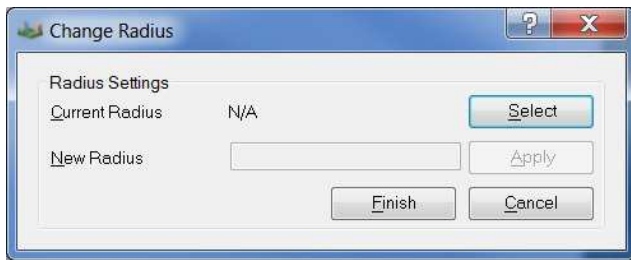 Change Radius
Radius Settings
Current Radius N/A Select
New Radius Apply
Finish Cancel